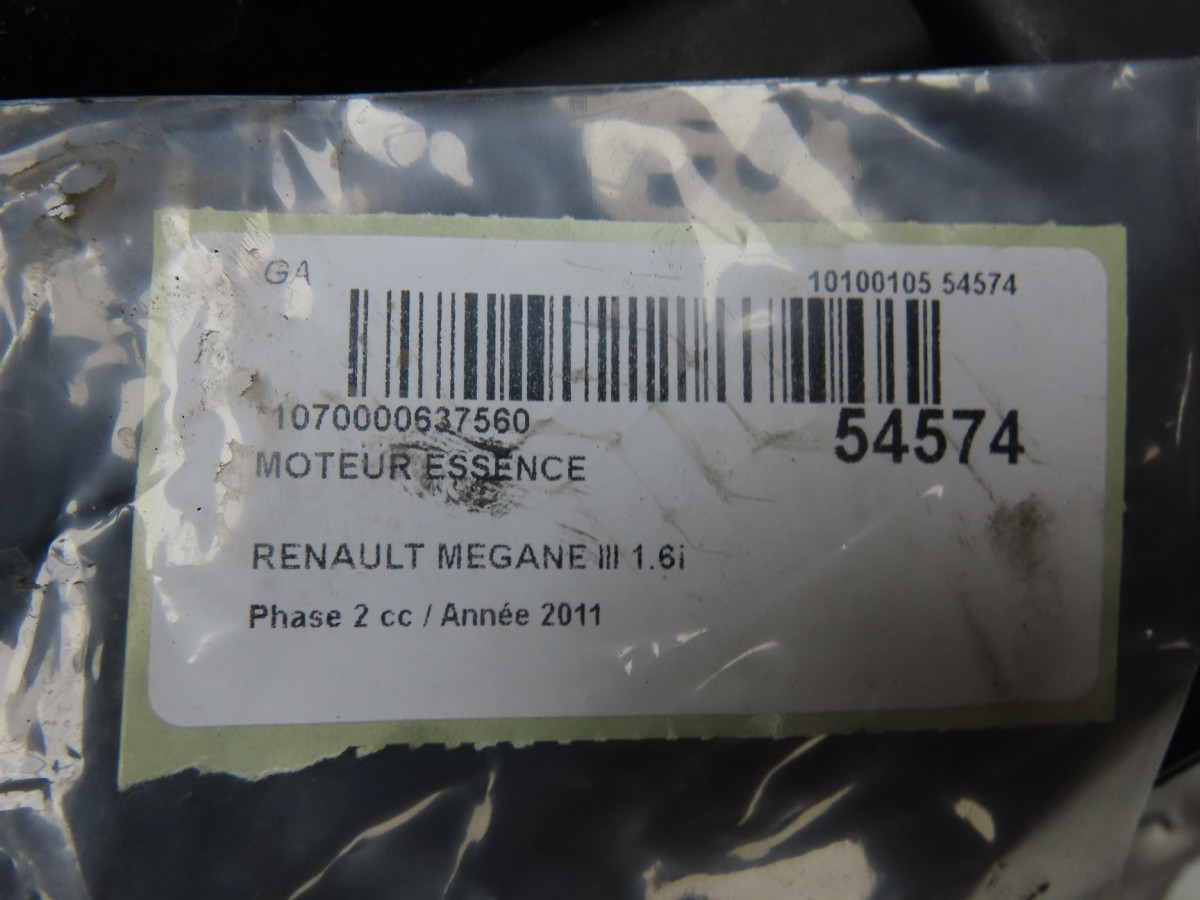 GA 10100105 54574
1070000637560 54574
MOTEUR ESSENCE
RENAULT MEGANE III 1.6i
Phase 2 cc / Année 2011